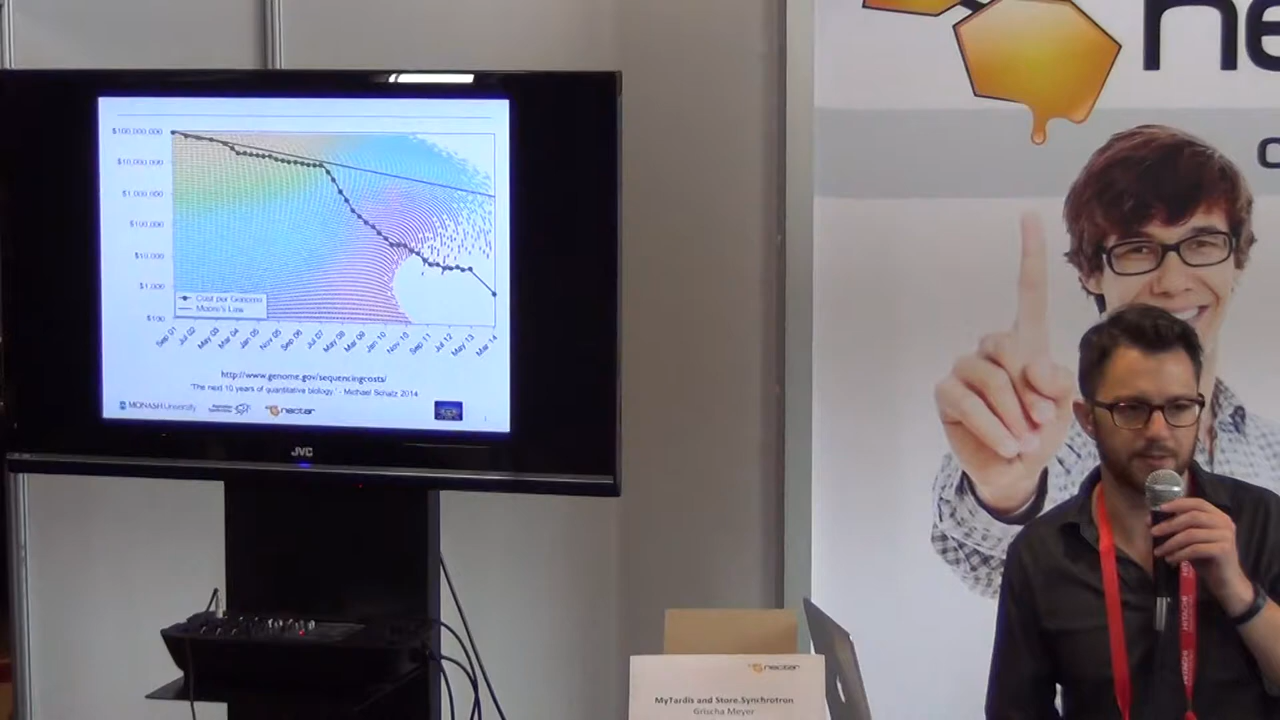 $100,000,000
$10,000,000
$1,000,000
$100,000
$10,000
$1,000
$100
Cost per Genome
Moore's Law
Sep 01
Jul 02
May 03
Mar 04
Jan 05
Nov 05
Sep 06
Jul 07
May 08
Mar 09
Jan 10
Nov 10
Sep 11
Jul 12
May 13
Mar 14
http://www.genome.gov/sequencingcosts/
"The next 10 years of quantitative biology." - Michael Schatz 2014
MONASH University
Australian Synchrotron
nectar
JVC
ne
c
nectar
MyTardis and Store.Synchrotron
Grischa Meyer